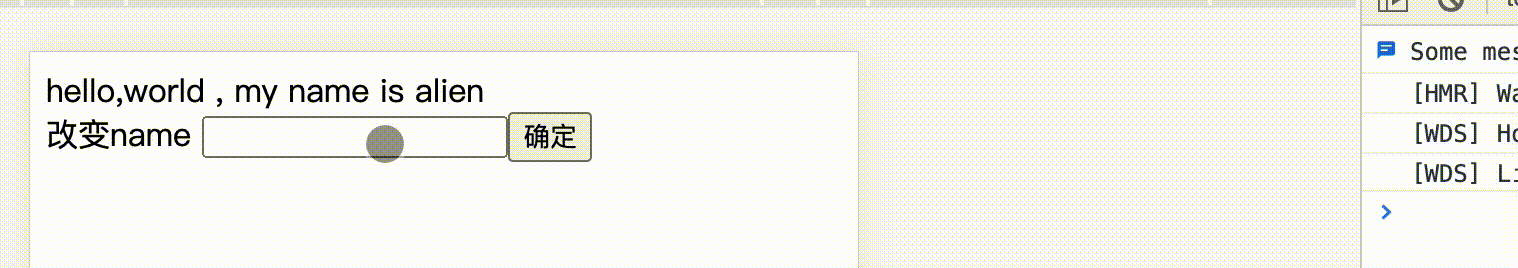 hello,world , my name is alien
改变name 确定
Some mes
[HMR] Wa
[WDS] Ho
[WDS] Li